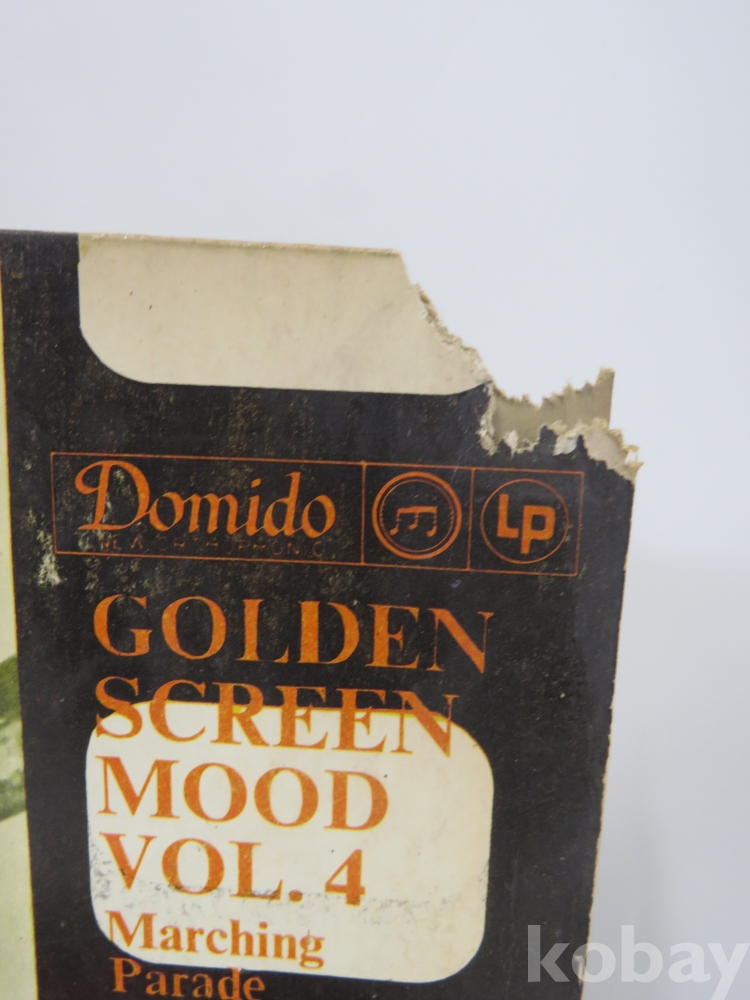 Domido
LP
GOLDEN
SCREEN
MOOD
VOL. 4
Marching
Parade
kobay